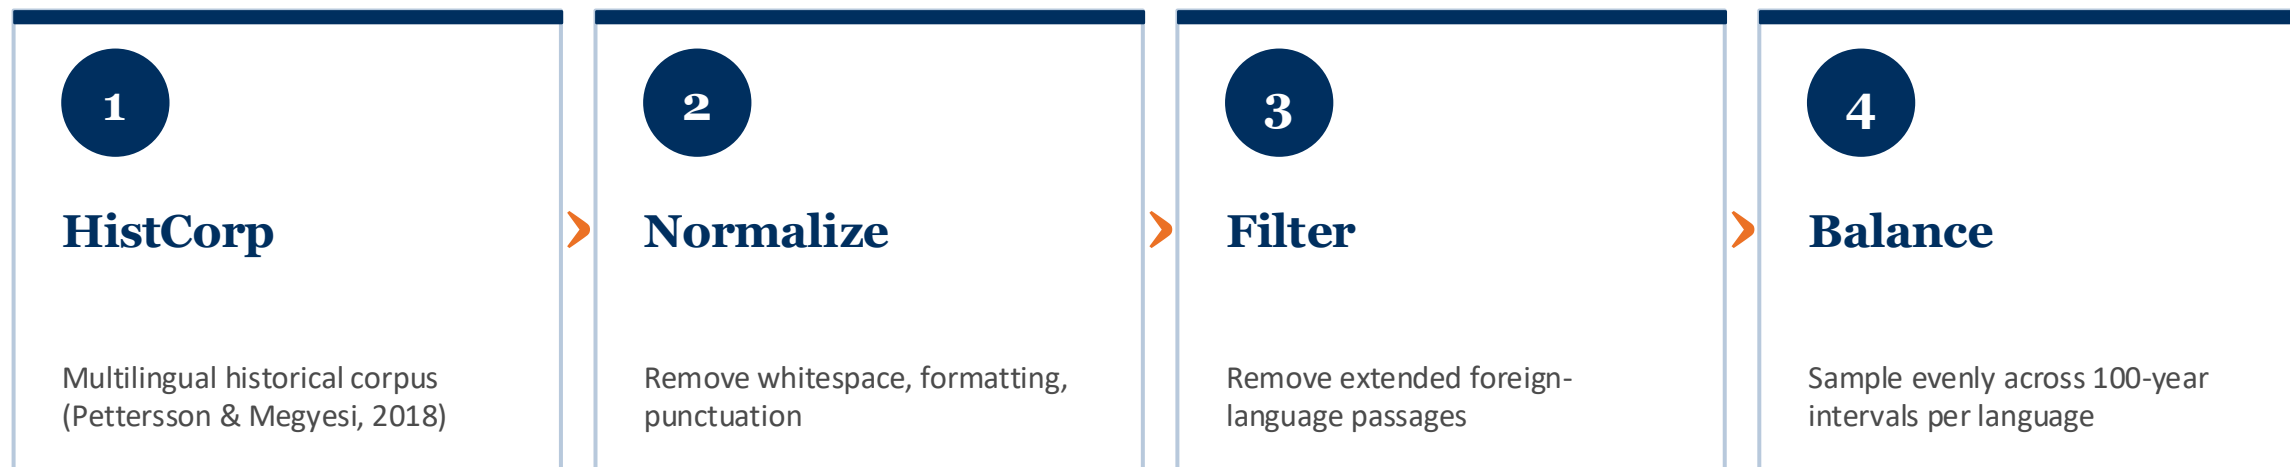 1
HistCorp
Multilingual historical corpus
(Pettersson & Megyesi, 2018)
2
Normalize
Remove whitespace, formatting,
punctuation
3
Filter
Remove extended foreign-
language passages
4
Balance
Sample evenly across 100-year
intervals per language